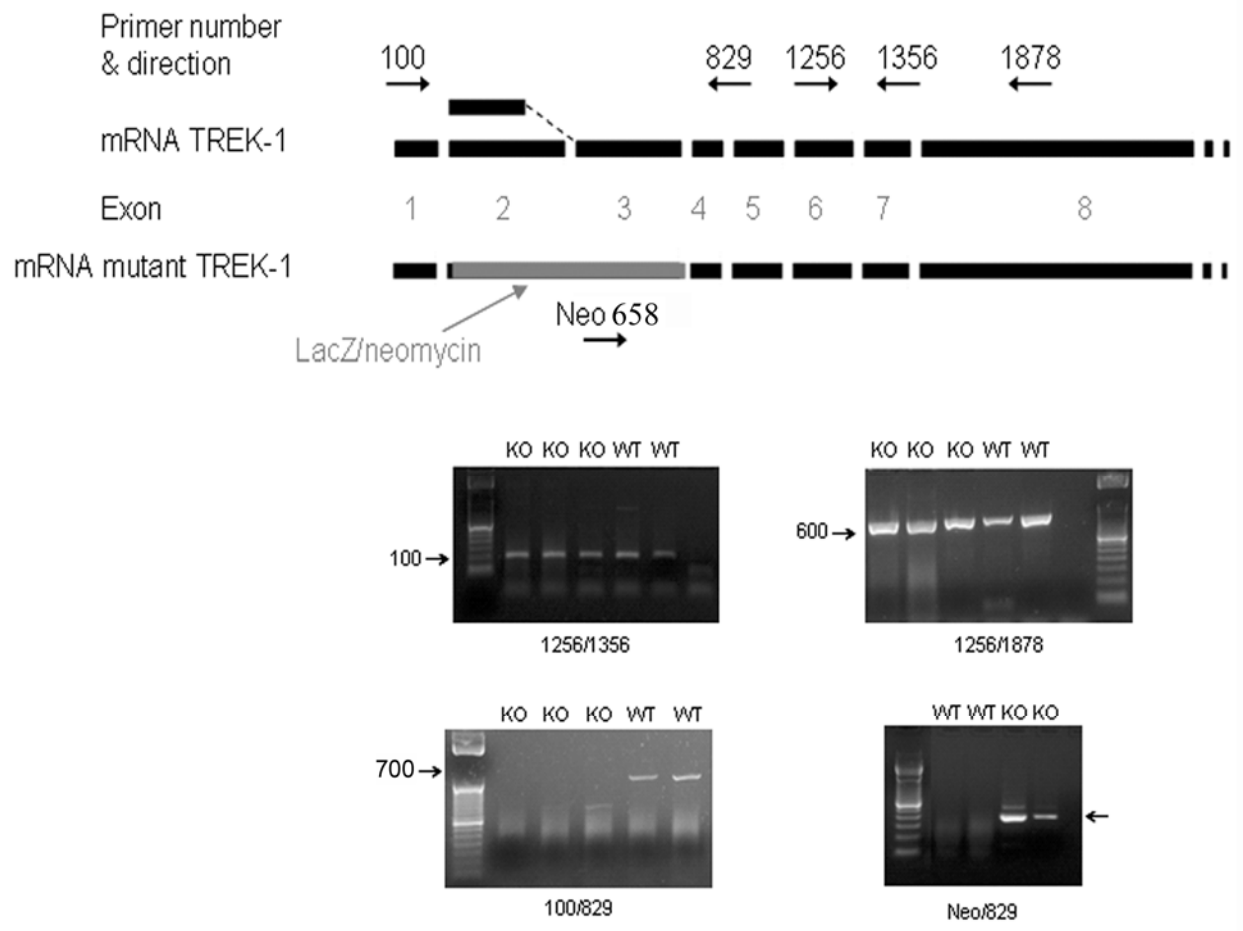 Primer number
& direction
100 829 1256 1356 1878
mRNA TREK-1
Exon 1 2 3 4 5 6 7 8
mRNA mutant TREK-1
Neo 658
LacZ/neomycin
KO KO KO WT WT
100
1256/1356
KO KO KO WT WT
600
1256/1878
KO KO KO WT WT
700
100/829
WT WT KO KO
Neo/829